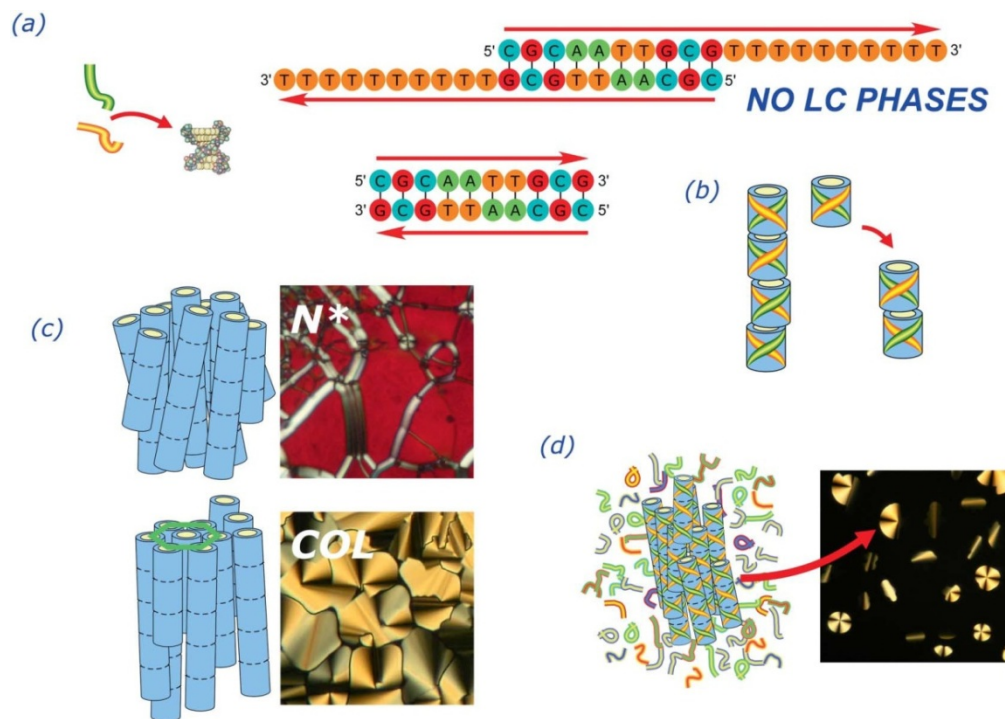 (a)
5' C G C A A T T G C G T T T T T T T T T T 3'
3' T T T T T T T T T T G C G T T A A C G C 5'
NO LC PHASES
5' C G C A A T T G C G 3'
3' G C G T T A A C G C 5'
(b)
(c)
N*
COL
(d)